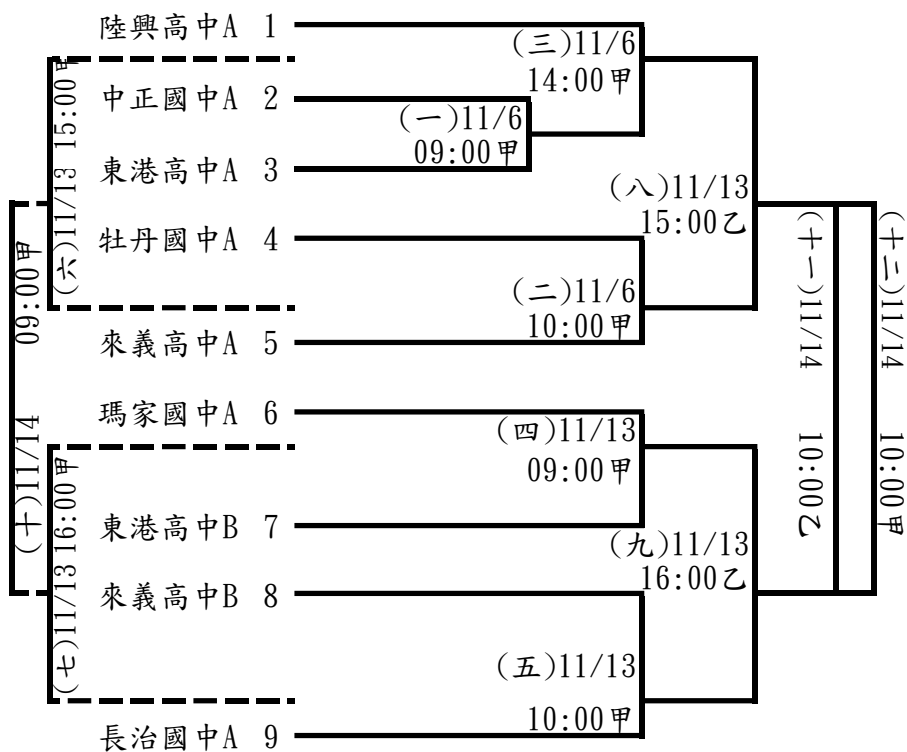 陸興高中A 1
(三)11/6
14:00甲
中正國中A 2
(一)11/6
09:00甲
東港高中A 3
(六)11/13 15:00甲
(八)11/13
15:00乙
牡丹國中A 4
(二)11/6
10:00甲
來義高中A 5
(十)11/14 09:00甲
(十一)11/14 10:00乙
(十二)11/14 10:00甲
瑪家國中A 6
(四)11/13
09:00甲
東港高中B 7
(七)11/13 16:00甲
(九)11/13
16:00乙
來義高中B 8
(五)11/13
10:00甲
長治國中A 9